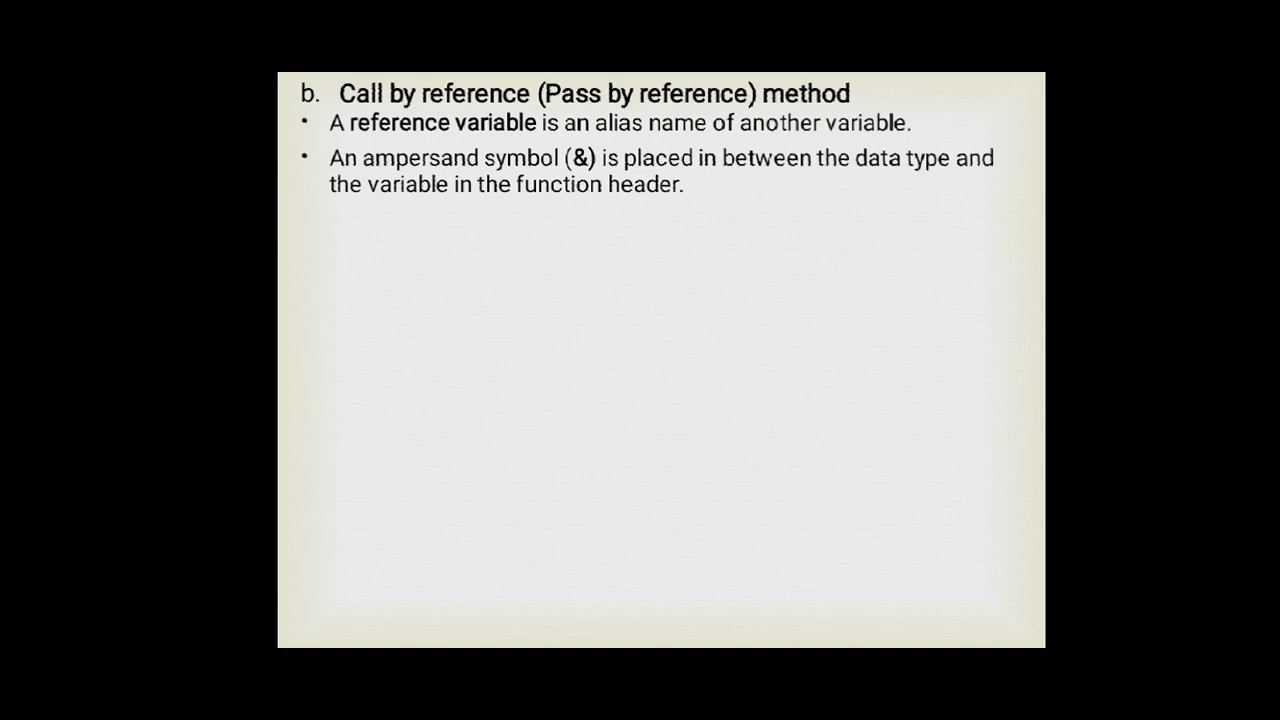 b. Call by reference (Pass by reference) method
• A reference variable is an alias name of another variable.
• An ampersand symbol (&) is placed in between the data type and
the variable in the function header.